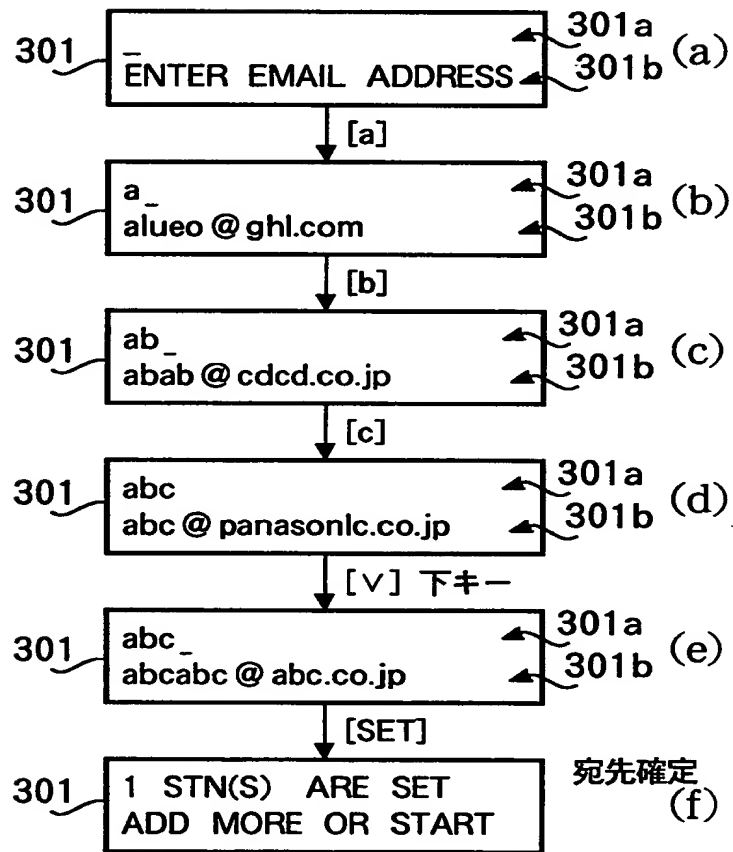 301 _ 301a (a)
ENTER EMAIL ADDRESS 301b
[a]
301 a_ 301a (b)
alueo@ghl.com 301b
[b]
301 ab_ 301a (c)
abab@cdcd.co.jp 301b
[c]
301 abc 301a (d)
abc@panasonlc.co.jp 301b
[∨] 下キー
301 abc_ 301a (e)
abcabc@abc.co.jp 301b
[SET]
301 1 STN(S) ARE SET 宛先確定
ADD MORE OR START (f)